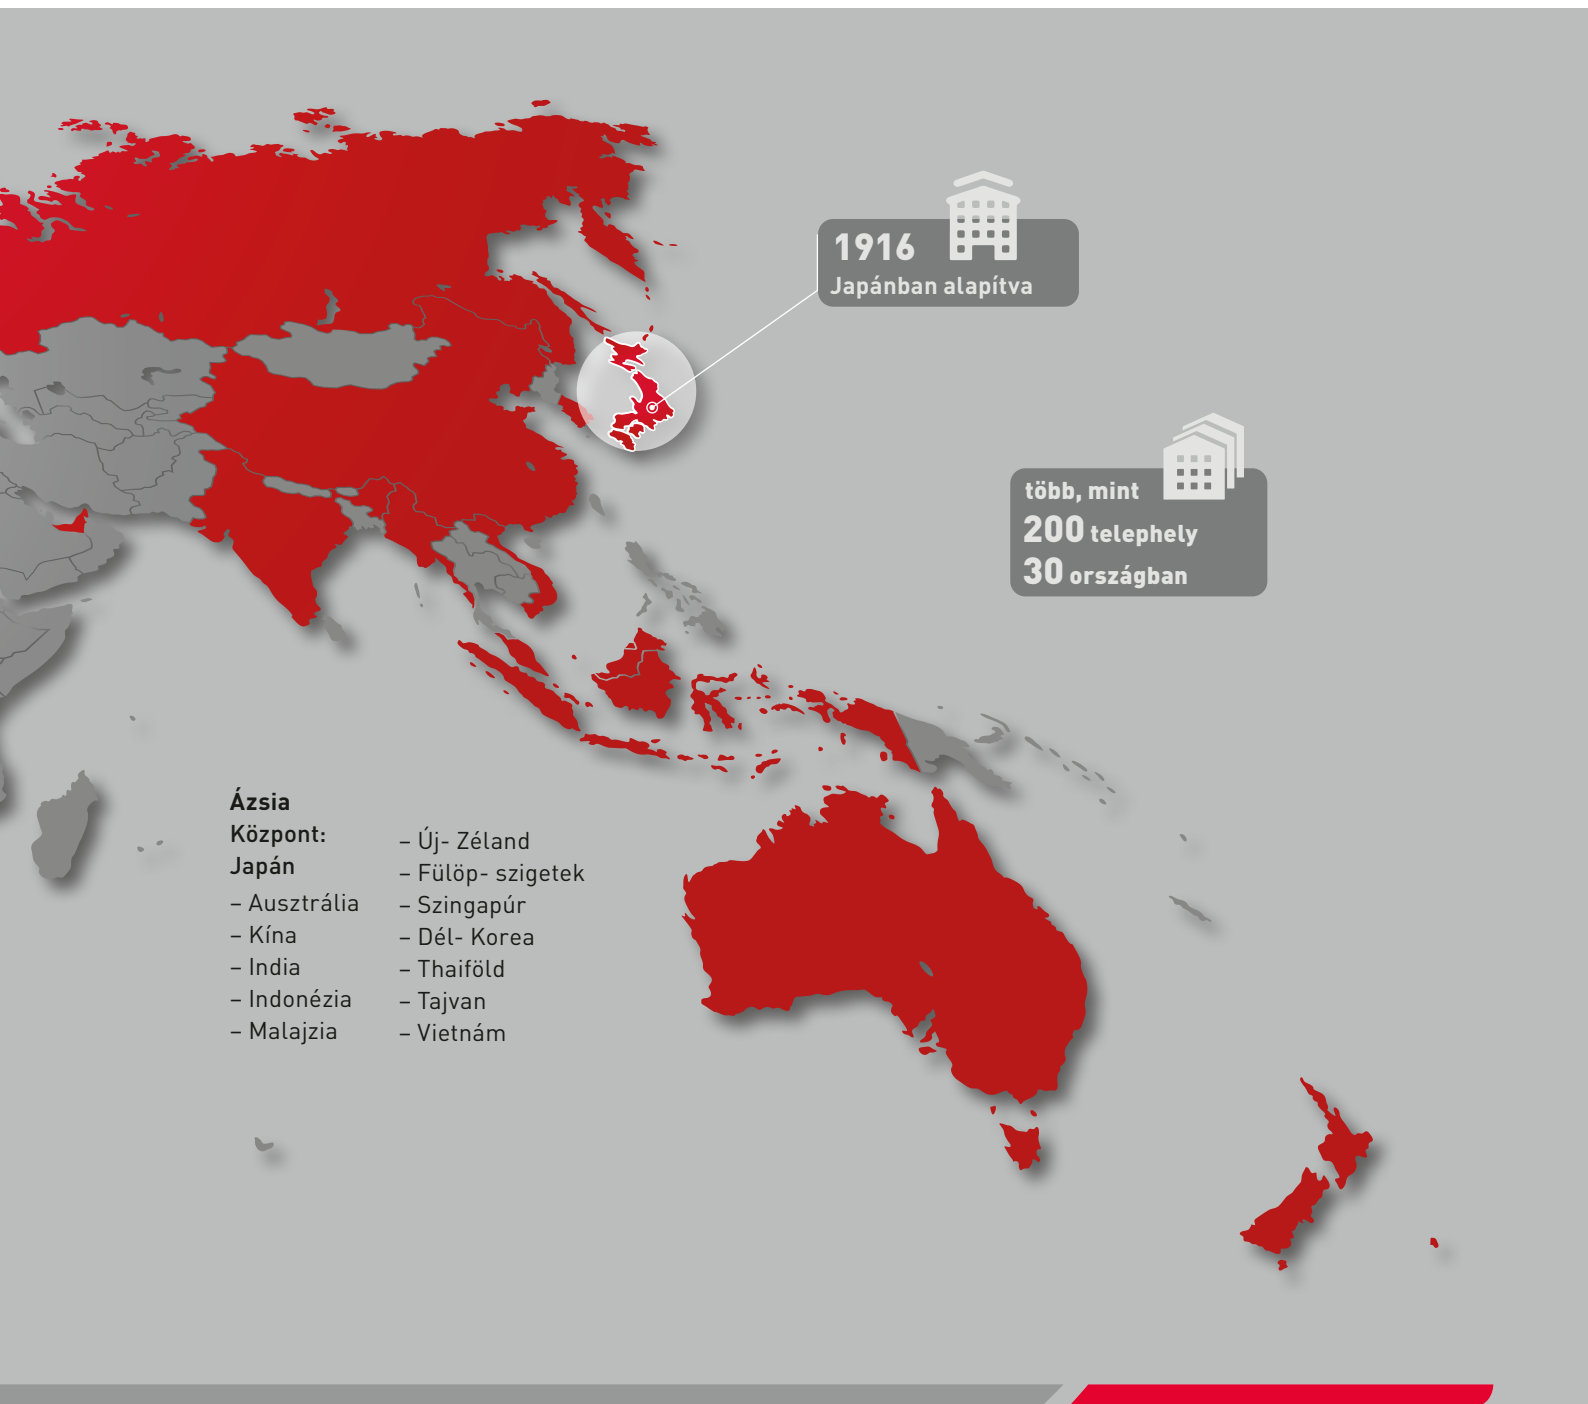 1916
Japánban alapítva
több, mint
200 telephely
30 országban
Ázsia
Központ:
Japán
– Ausztrália
– Kína
– India
– Indonézia
– Malajzia
– Új- Zéland
– Fülöp- szigetek
– Szingapúr
– Dél- Korea
– Thaiföld
– Tajvan
– Vietnám